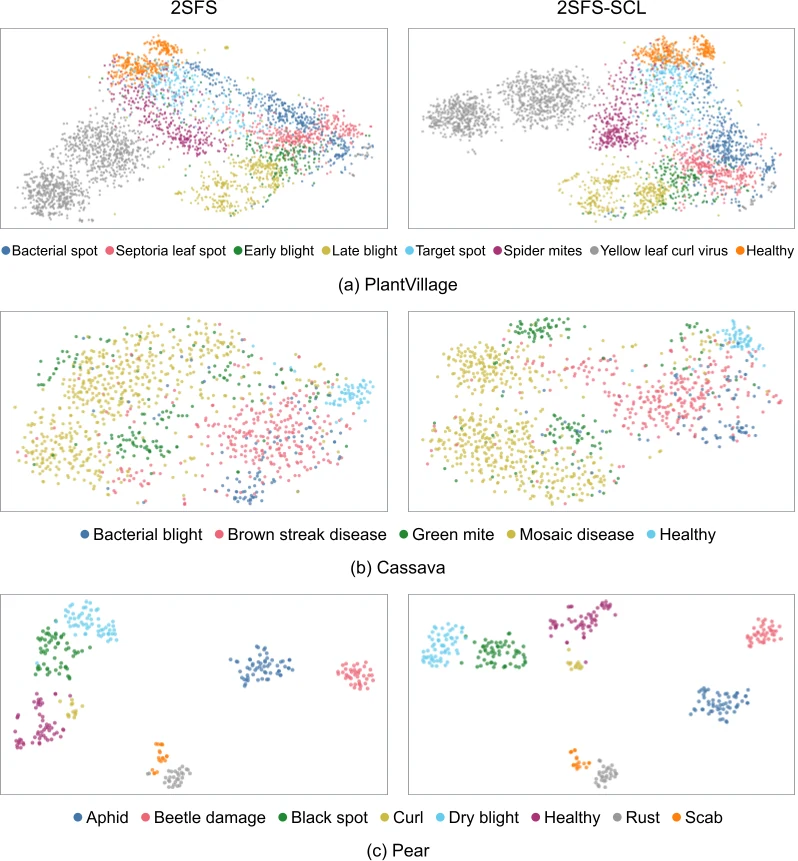 2SFS 2SFS-SCL
Bacterial spot Septoria leaf spot Early blight Late blight Target spot Spider mites Yellow leaf curl virus Healthy
(a) PlantVillage
Bacterial blight Brown streak disease Green mite Mosaic disease Healthy
(b) Cassava
Aphid Beetle damage Black spot Curl Dry blight Healthy Rust Scab
(c) Pear